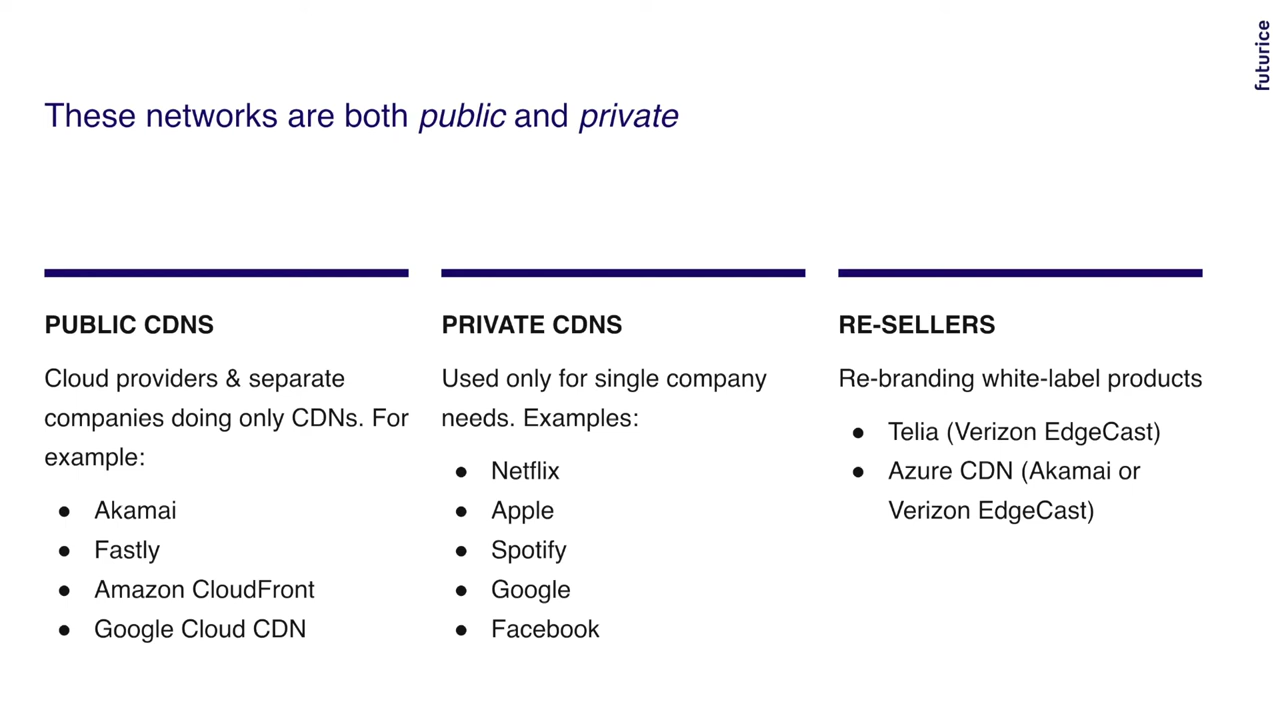 futurice
These networks are both public and private
PUBLIC CDNS
Cloud providers & separate
companies doing only CDNs. For
example:
● Akamai
● Fastly
● Amazon CloudFront
● Google Cloud CDN
PRIVATE CDNS
Used only for single company
needs. Examples:
● Netflix
● Apple
● Spotify
● Google
● Facebook
RE-SELLERS
Re-branding white-label products
● Telia (Verizon EdgeCast)
● Azure CDN (Akamai or
Verizon EdgeCast)